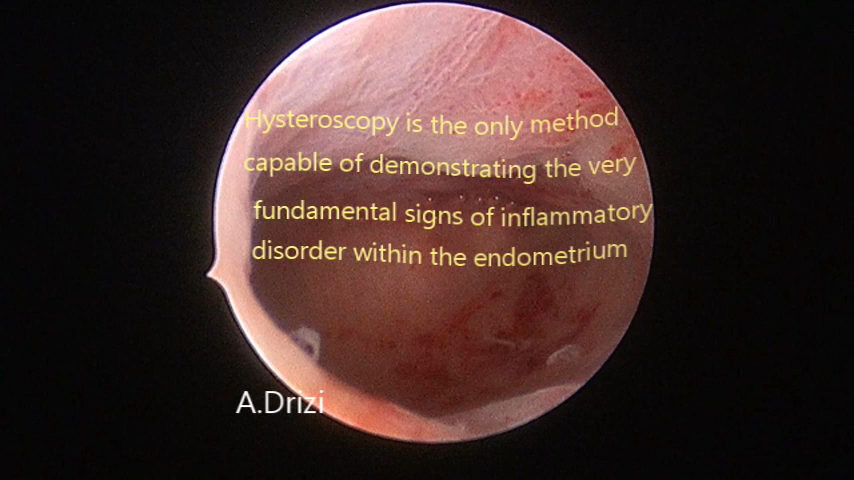 Hysteroscopy is the only method
capable of demonstrating the very
fundamental signs of inflammatory
disorder within the endometrium
A.Drizi